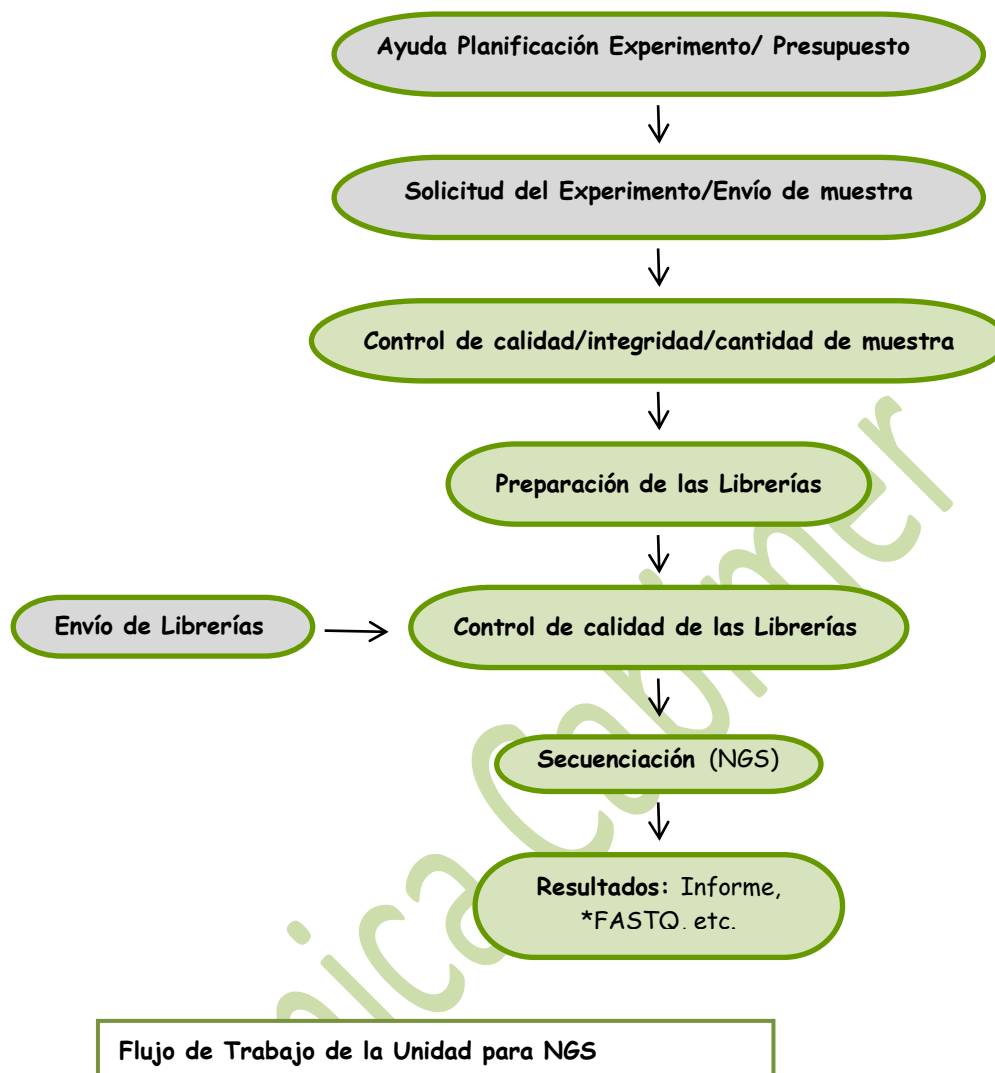 Ayuda Planificación Experimento/ Presupuesto
Solicitud del Experimento/Envío de muestra
Control de calidad/integridad/cantidad de muestra
Preparación de las Librerías
Envío de Librerías
Control de calidad de las Librerías
Secuenciación (NGS)
Resultados: Informe,
*FASTQ, etc.
Flujo de Trabajo de la Unidad para NGS